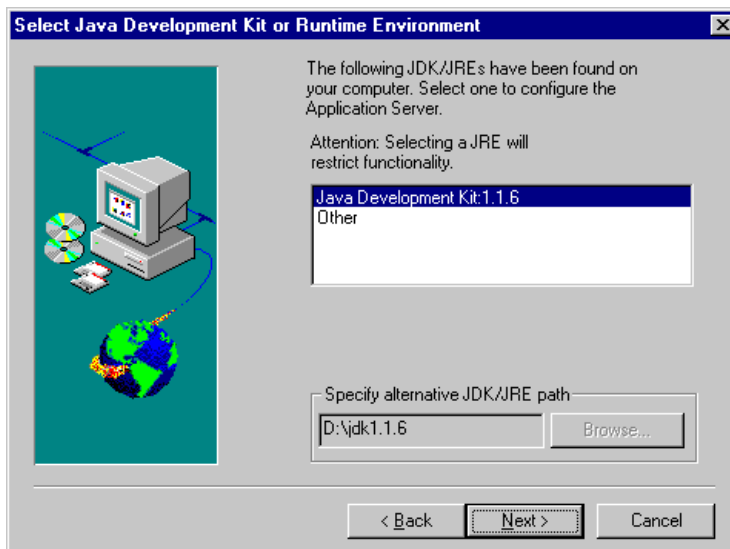 Select Java Development Kit or Runtime Environment
The following JDK/JREs have been found on
your computer. Select one to configure the
Application Server.
Attention: Selecting a JRE will
restrict functionality.
Java Development Kit:1.1.6
Other
Specify alternative JDK/JRE path
D:\jdk1.1.6
Browse...
< Back
Next >
Cancel